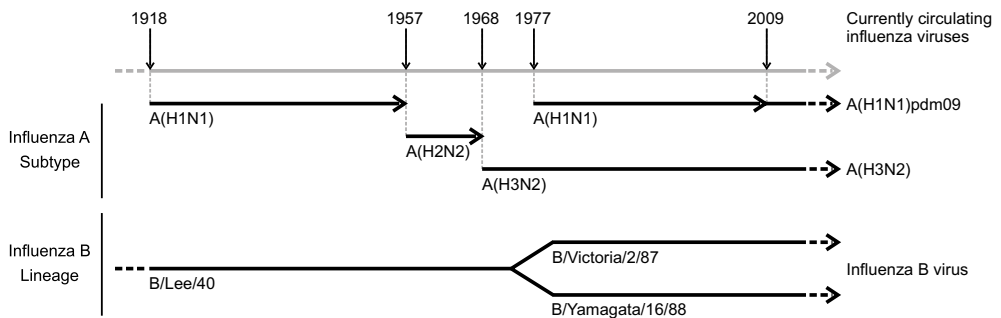 1918
1957
1968
1977
2009
Currently circulating
influenza viruses
Influenza A
Subtype
A(H1N1)
A(H1N1)
A(H1N1)pdm09
A(H2N2)
A(H3N2)
A(H3N2)
Influenza B
Lineage
B/Lee/40
B/Victoria/2/87
B/Yamagata/16/88
Influenza B virus